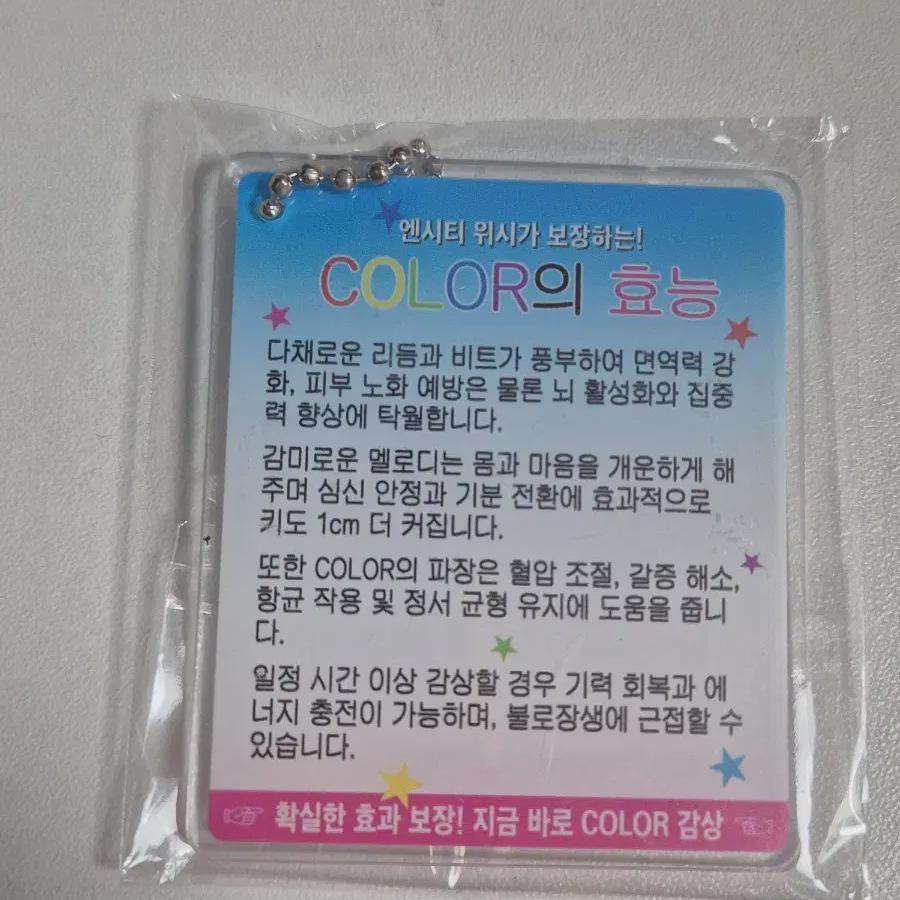 엔시티 위시가 보장하는!
COLOR의 효능
다채로운 리듬과 비트가 풍부하여 면역력 강
화, 피부 노화 예방은 물론 뇌 활성화와 집중
력 향상에 탁월합니다.
감미로운 멜로디는 몸과 마음을 개운하게 해
주며 심신 안정과 기분 전환에 효과적으로
키도 1cm 더 커집니다.
또한 COLOR의 파장은 혈압 조절, 갈증 해소,
항균 작용 및 정서 균형 유지에 도움을 줍니
다.
일정 시간 이상 감상할 경우 기력 회복과 에
너지 충전이 가능하며, 불로장생에 근접할 수
있습니다.
확실한 효과 보장! 지금 바로 COLOR 감상